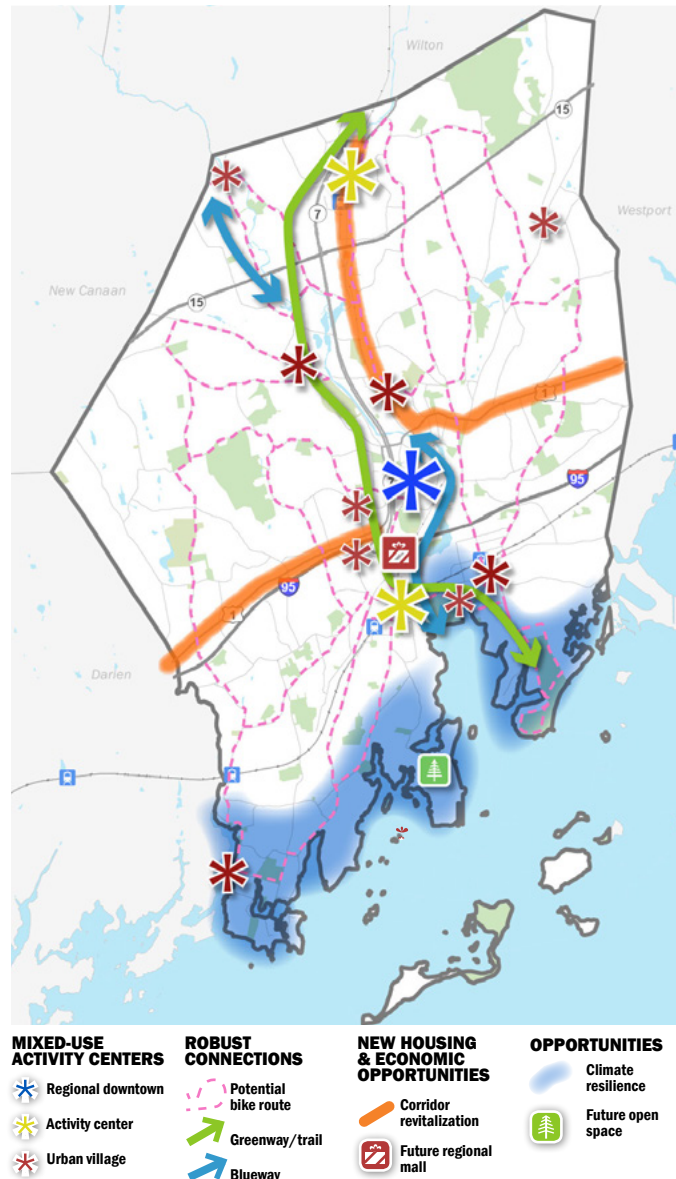 Wilton
15
Westport
7
New Canaan
15
1
7
95
95
1
Darien
MIXED-USE
ACTIVITY CENTERS
Regional downtown
Activity center
Urban village
ROBUST
CONNECTIONS
Potential
bike route
Greenway/trail
Blueway
NEW HOUSING
& ECONOMIC
OPPORTUNITIES
Corridor
revitalization
Future regional
mall
OPPORTUNITIES
Climate
resilience
Future open
space